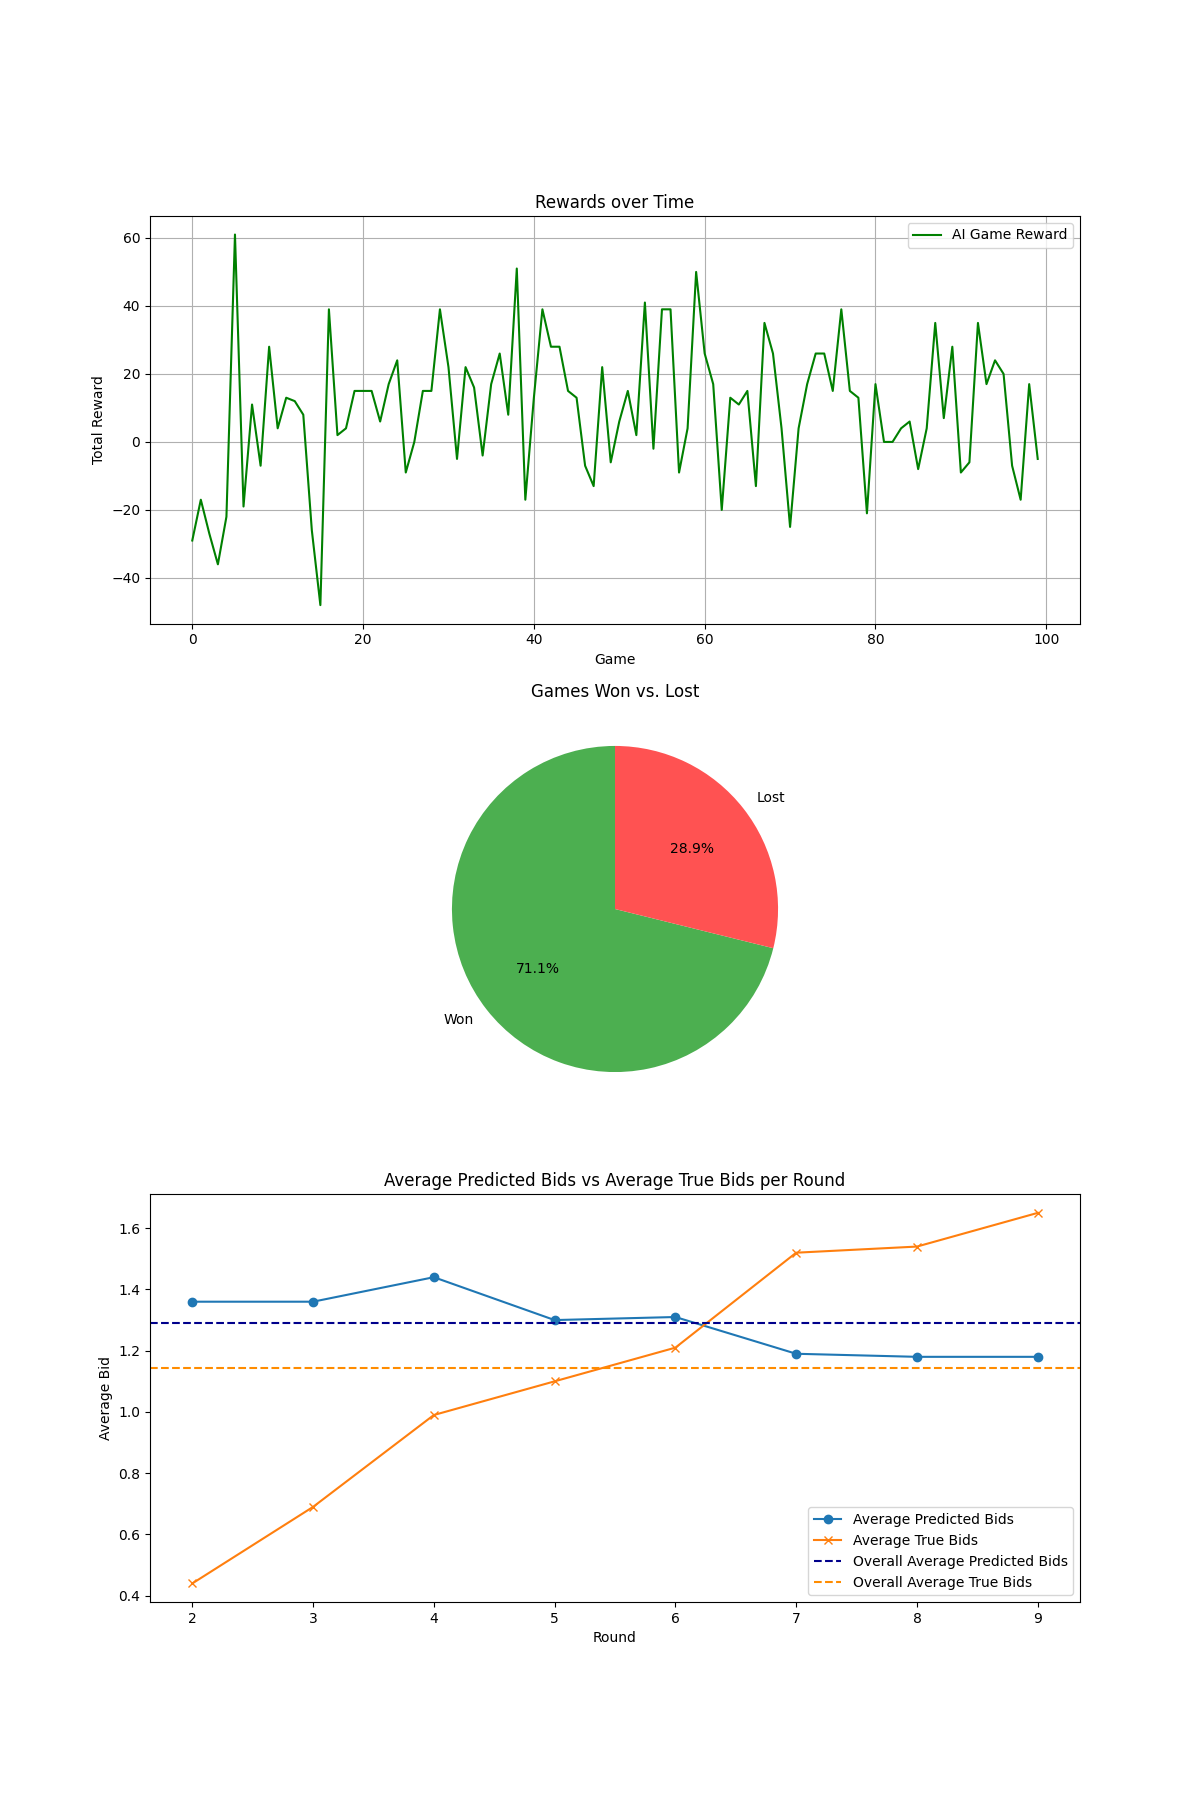 Rewards over Time
AI Game Reward
60
40
20
0
−20
−40
Total Reward
0 20 40 60 80 100
Game
Games Won vs. Lost
Lost
28.9%
71.1%
Won
Average Predicted Bids vs Average True Bids per Round
1.6
1.4
1.2
1.0
0.8
0.6
0.4
Average Bid
Average Predicted Bids
Average True Bids
Overall Average Predicted Bids
Overall Average True Bids
2 3 4 5 6 7 8 9
Round